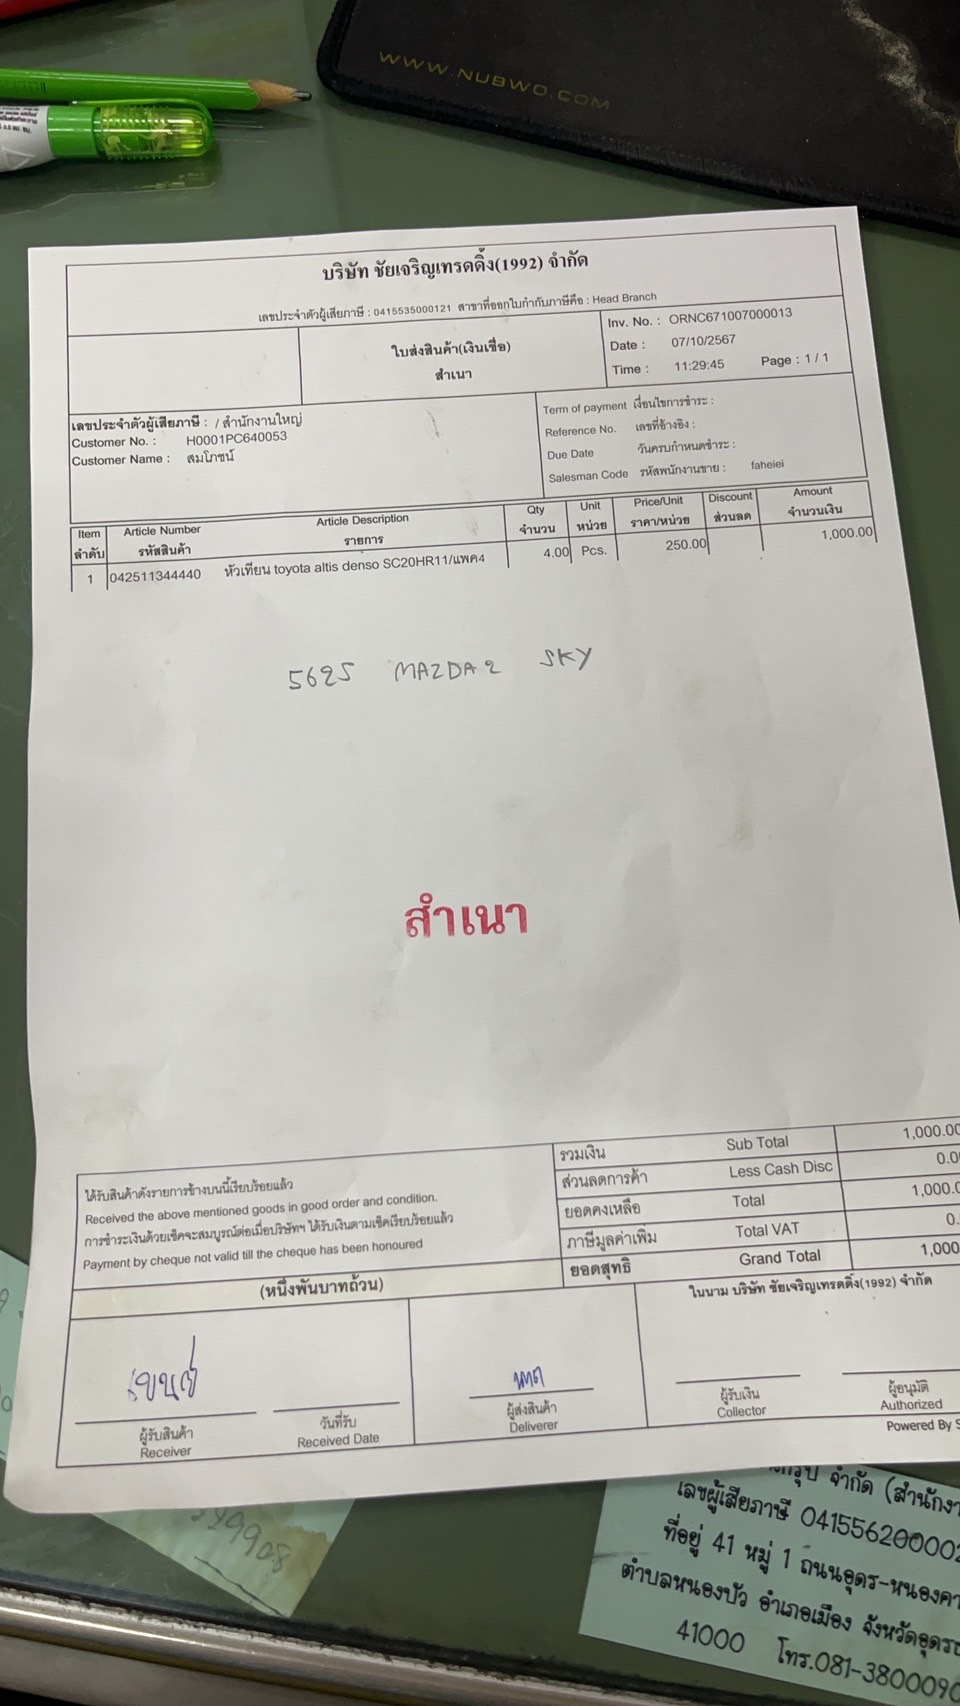 WWW.NUBWO.COM
บริษัท ชัยเจริญเทรดดิ้ง(1992) จำกัด
เลขประจำตัวผู้เสียภาษี : 0415535000121 สาขาที่ออกใบกำกับภาษีคือ : Head Branch
ใบส่งสินค้า(เงินเชื่อ)
สำเนา
Inv. No. : ORNC671007000013
Date : 07/10/2567
Time : 11:29:45 Page : 1 / 1
เลขประจำตัวผู้เสียภาษี : / สำนักงานใหญ่
Customer No. : H0001PC640053
Customer Name : สมโภชน์
Term of payment เงื่อนไขการชำระ :
Reference No. เลขที่อ้างอิง :
Due Date วันครบกำหนดชำระ :
Salesman Code รหัสพนักงานขาย : faheiei
Item Article Number Article Description Qty Unit Price/Unit Discount Amount
ลำดับ รหัสสินค้า รายการ จำนวน หน่วย ราคา/หน่วย ส่วนลด จำนวนเงิน
1 042511344440 หัวเทียน toyota altis denso SC20HR11/แพค4 4.00 Pcs. 250.00 1,000.00
5625 MAZDA2 SKY
สำเนา
ได้รับสินค้าดังรายการข้างบนนี้เรียบร้อยแล้ว
Received the above mentioned goods in good order and condition.
การชำระเงินด้วยเช็คจะสมบูรณ์ต่อเมื่อบริษัทฯ ได้รับเงินตามเช็คเรียบร้อยแล้ว
Payment by cheque not valid till the cheque has been honoured
(หนึ่งพันบาทถ้วน)
รวมเงิน Sub Total 1,000.00
ส่วนลดการค้า Less Cash Disc 0.0
ยอดคงเหลือ Total 1,000.0
ภาษีมูลค่าเพิ่ม Total VAT 0.
ยอดสุทธิ Grand Total 1,000
ในนาม บริษัท ชัยเจริญเทรดดิ้ง(1992) จำกัด
ผู้รับสินค้า
Receiver
วันที่รับ
Received Date
ผู้ส่งสินค้า
Deliverer
ผู้รับเงิน
Collector
ผู้อนุมัติ
Authorized
Powered By S
จำกัด (สำนักงา
เลขผู้เสียภาษี 04155620000
ที่อยู่ 41 หมู่ 1 ถนนอุดร-หนองคา
ตำบลหนองบัว อำเภอเมือง จังหวัดอุดร
41000 โทร.081-3800090